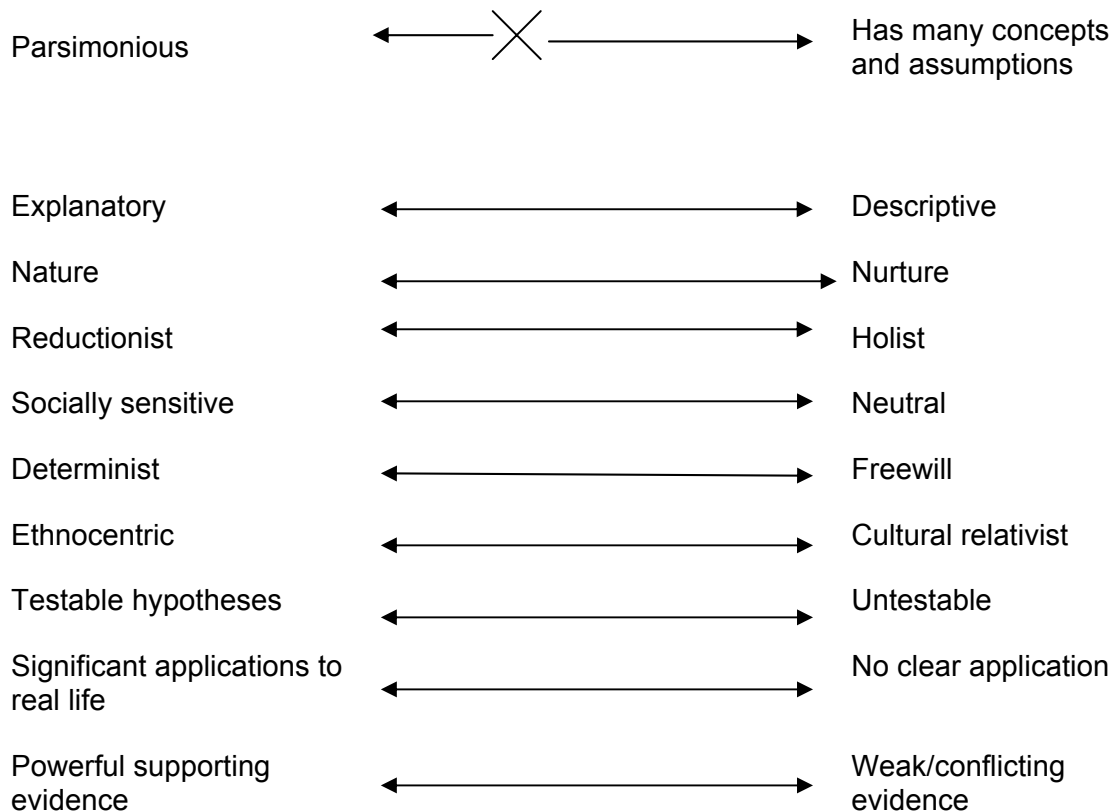 Parsimonious
Has many concepts
and assumptions
Explanatory
Descriptive
Nature
Nurture
Reductionist
Holist
Socially sensitive
Neutral
Determinist
Freewill
Ethnocentric
Cultural relativist
Testable hypotheses
Untestable
Significant applications to
real life
No clear application
Powerful supporting
evidence
Weak/conflicting
evidence